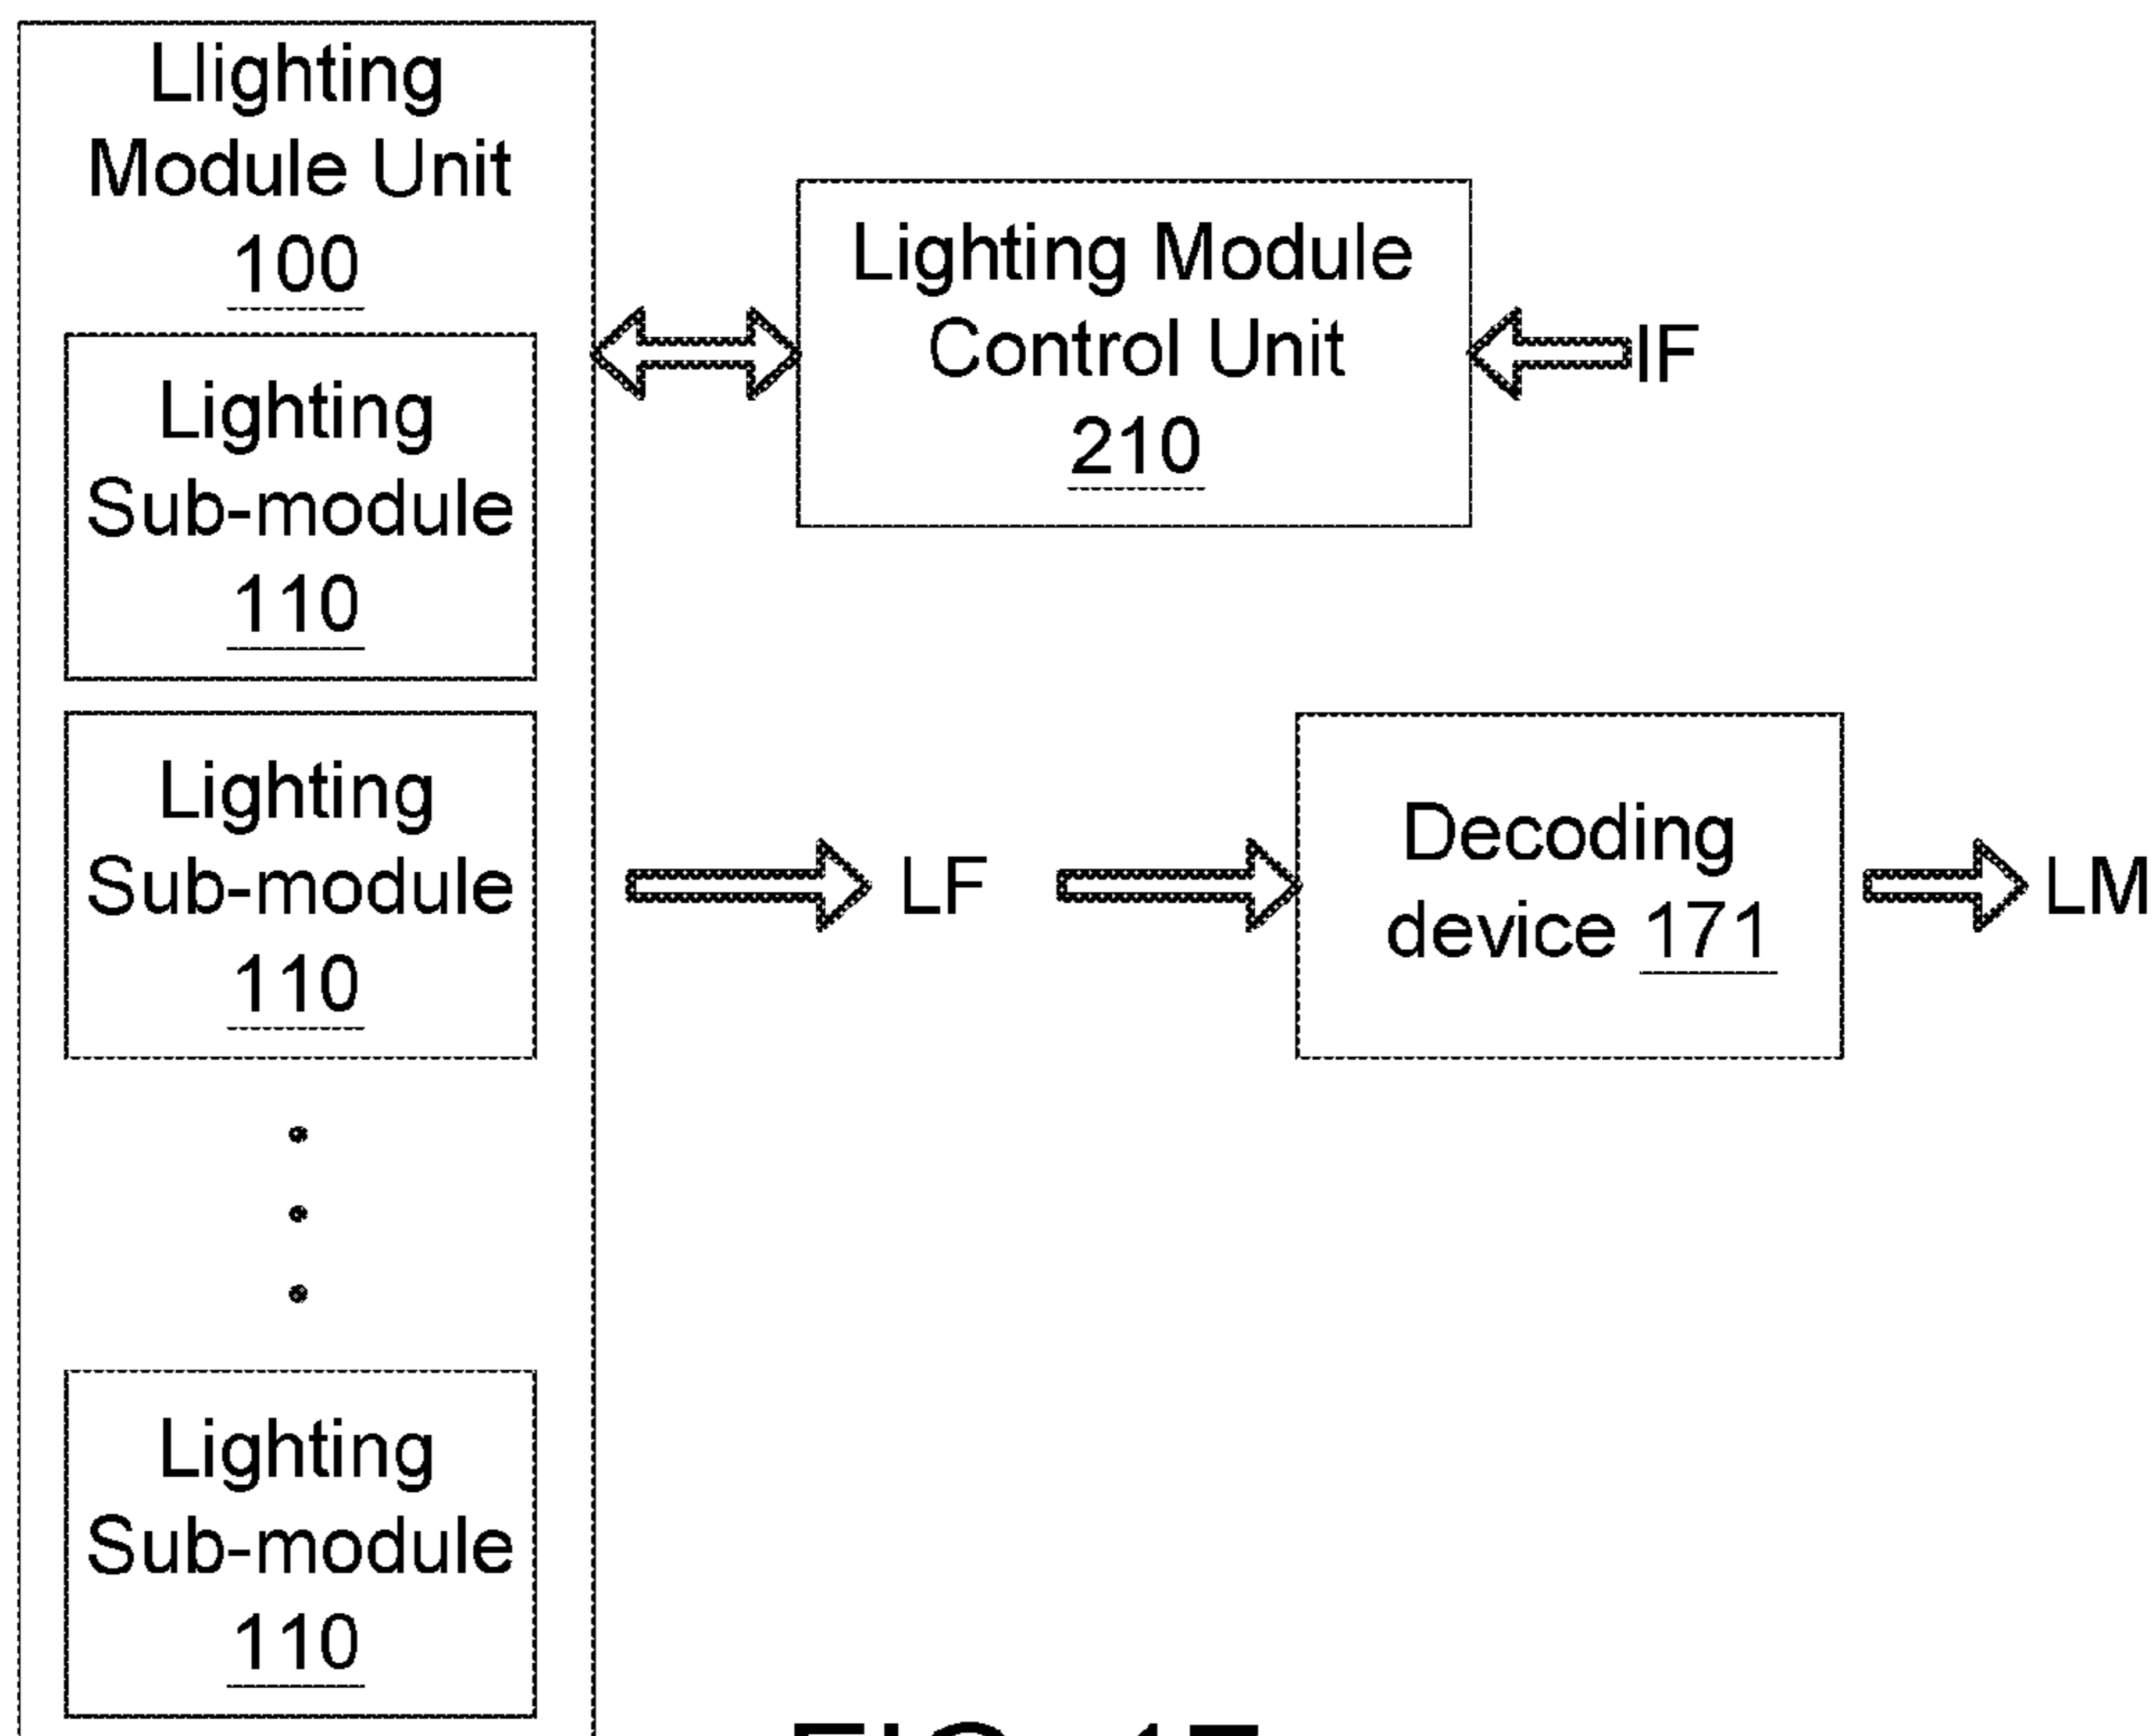 Llighting
Module Unit
100
Lighting
Sub-module
110
Lighting
Sub-module
110
Lighting
Sub-module
110
Lighting Module
Control Unit
210
IF
LF
Decoding
device 171
LM